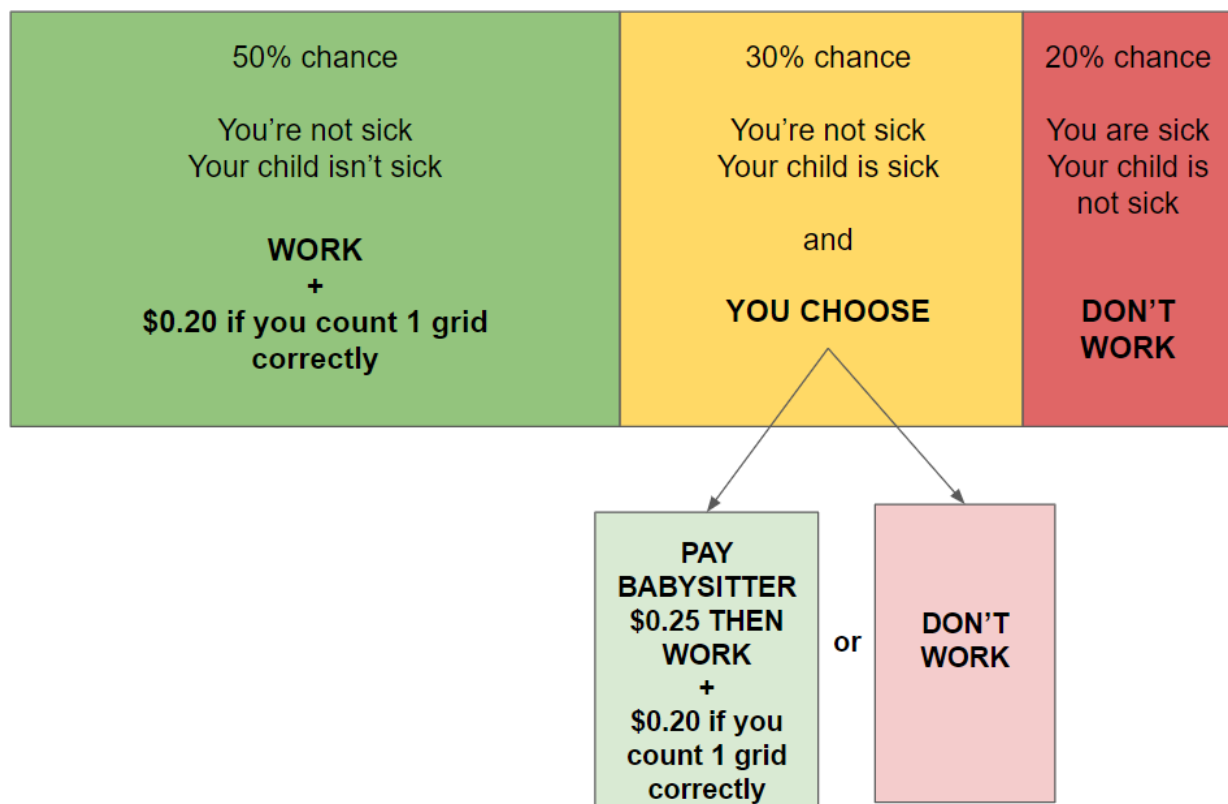 50% chance
You're not sick
Your child isn't sick
WORK
+
$0.20 if you count 1 grid
correctly
30% chance
You're not sick
Your child is sick
and
YOU CHOOSE
20% chance
You are sick
Your child is
not sick
DON'T
WORK
PAY
BABYSITTER
$0.25 THEN
WORK
+
$0.20 if you
count 1 grid
correctly
or
DON'T
WORK